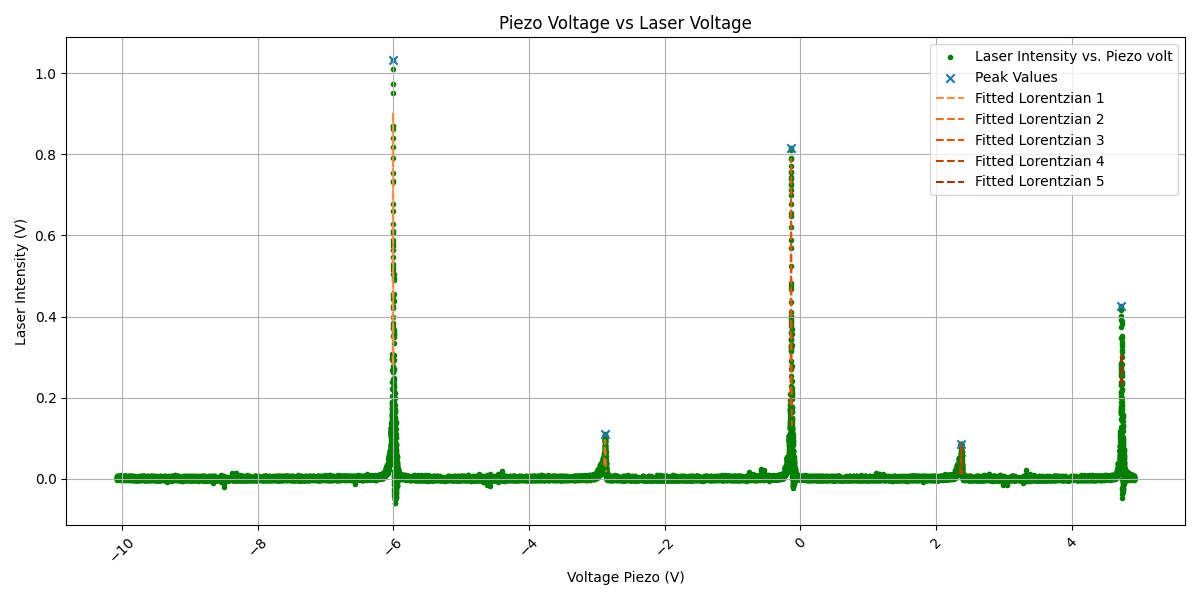 Piezo Voltage vs Laser Voltage
Laser Intensity (V)
1.0
0.8
0.6
0.4
0.2
0.0
Laser Intensity vs. Piezo volt
Peak Values
Fitted Lorentzian 1
Fitted Lorentzian 2
Fitted Lorentzian 3
Fitted Lorentzian 4
Fitted Lorentzian 5
−10 −8 −6 −4 −2 0 2 4
Voltage Piezo (V)